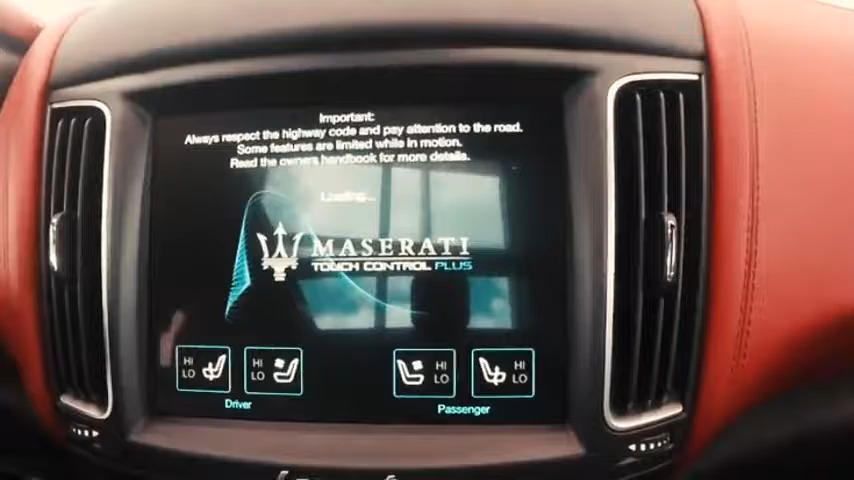 Important:
Always respect the highway code and pay attention to the road.
Some features are limited while in motion.
Read the owners handbook for more details.
Loading...
MASERATI
TOUCH CONTROL PLUS
HI
LO
HI
LO
HI
LO
HI
LO
Driver
Passenger